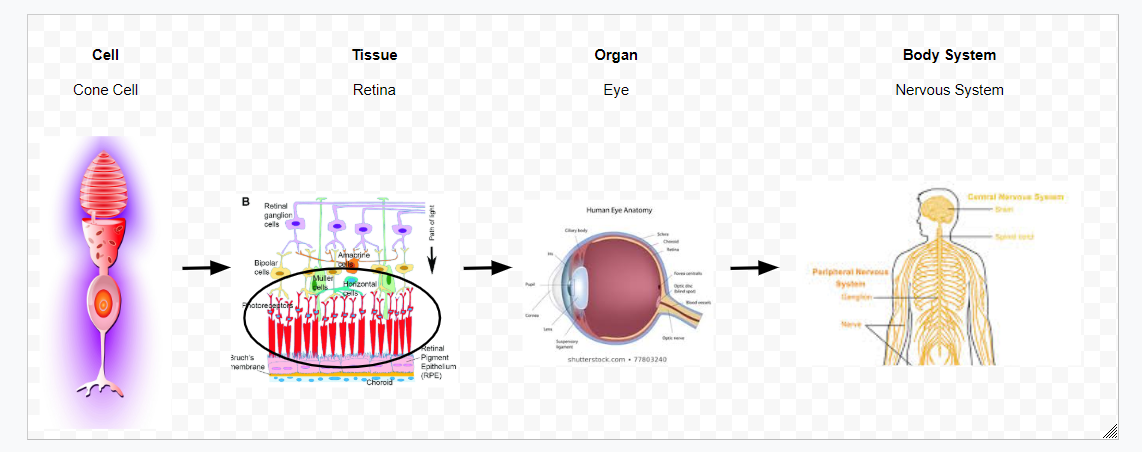 Cell
Cone Cell
Tissue
Retina
Organ
Eye
Body System
Nervous System
B
Retinal
ganglion
cells
Path of light
Bipolar
cells
Amacrine
cells
Muller
cells
Horizontal
cells
Photoreceptors
Bruch's
membrane
Retinal
Pigment
Epithelium
(RPE)
Choroid
Human Eye Anatomy
Ciliary body
Iris
Pupil
Cornea
Lens
Suspensory
ligament
Sclera
Choroid
Retina
Fovea centralis
Optic disc
blind spot
Blood vessels
Optic nerve
shutterstock.com • 77803240
Central Nervous System
Brain
Spinal cord
Peripheral Nervous
System
Ganglion
Nerve